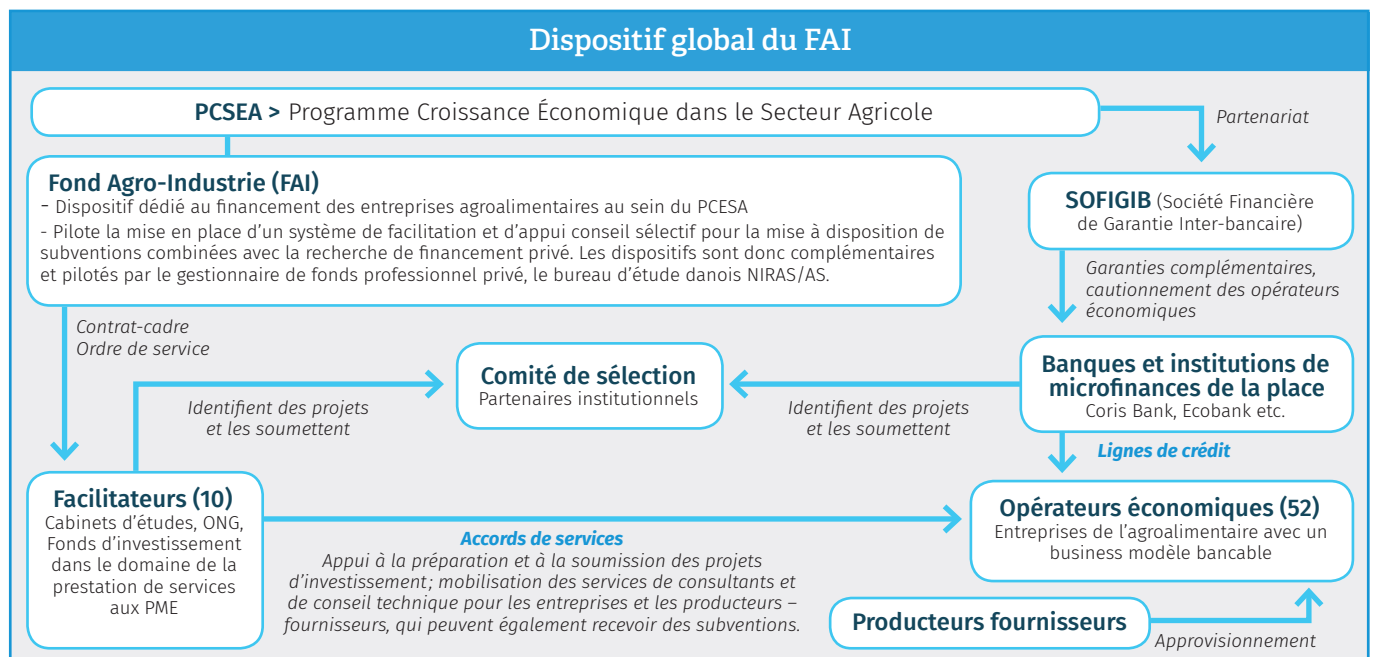 Dispositif global du FAI
PCSEA > Programme Croissance Économique dans le Secteur Agricole
Partenariat
Fond Agro-Industrie (FAI)
- Dispositif dédié au financement des entreprises agroalimentaires au sein du PCESA
- Pilote la mise en place d’un système de facilitation et d’appui conseil sélectif pour la mise à disposition de
subventions combinées avec la recherche de financement privé. Les dispositifs sont donc complémentaires
et pilotés par le gestionnaire de fonds professionnel privé, le bureau d’étude danois NIRAS/AS.
SOFIGIB (Société Financière
de Garantie Inter-bancaire)
Garanties complémentaires,
cautionnement des opérateurs
économiques
Contrat-cadre
Ordre de service
Comité de sélection
Partenaires institutionnels
Banques et institutions de
microfinances de la place
Coris Bank, Ecobank etc.
Identifient des projets
et les soumettent
Identifient des projets
et les soumettent
Lignes de crédit
Facilitateurs (10)
Cabinets d’études, ONG,
Fonds d’investissement
dans le domaine de la
prestation de services
aux PME
Accords de services
Appui à la préparation et à la soumission des projets
d’investissement; mobilisation des services de consultants et
de conseil technique pour les entreprises et les producteurs –
fournisseurs, qui peuvent également recevoir des subventions.
Opérateurs économiques (52)
Entreprises de l’agroalimentaire avec un
business modèle bancable
Producteurs fournisseurs
Approvisionnement